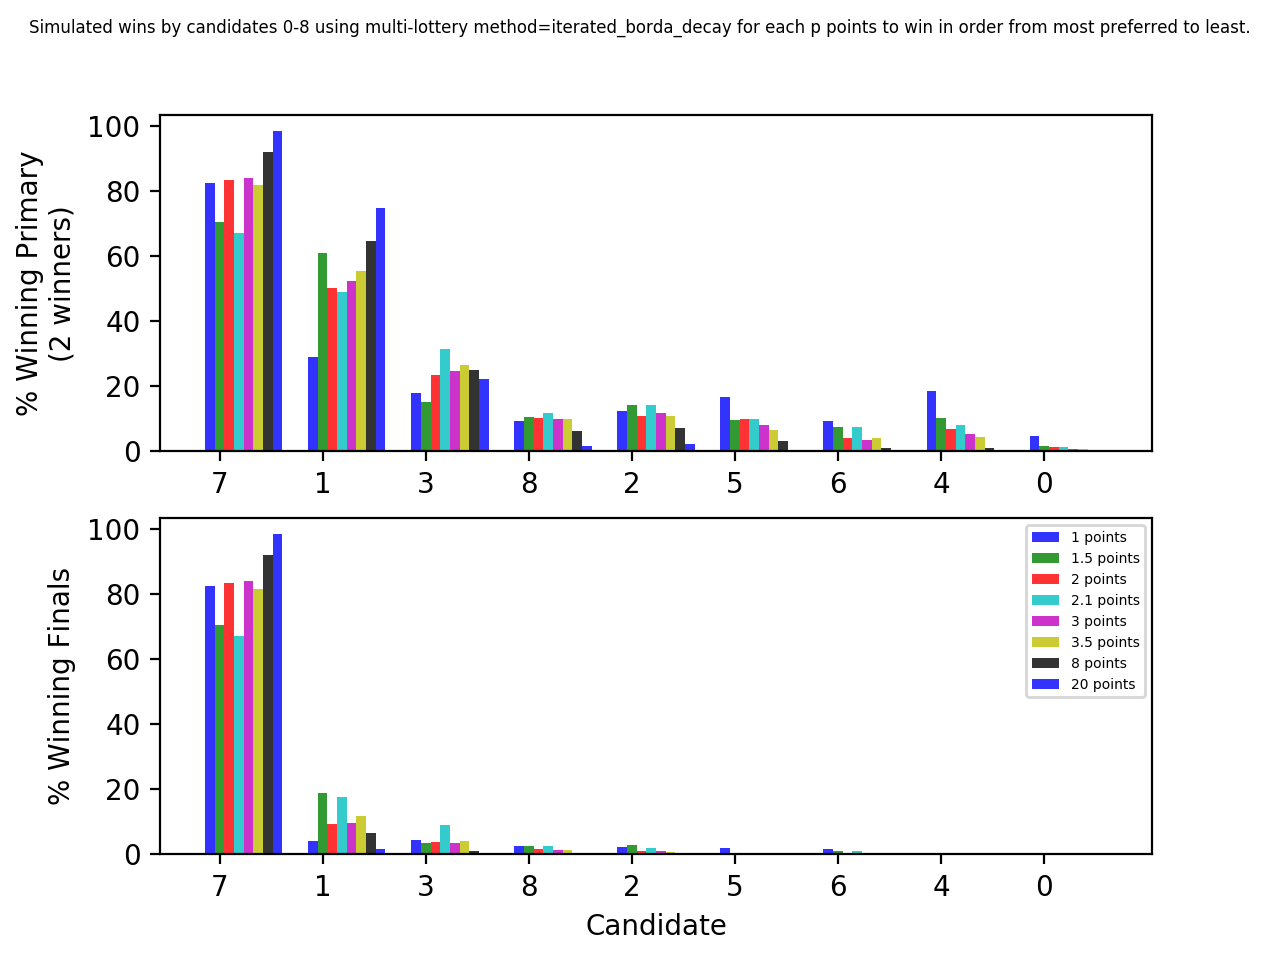 Simulated wins by candidates 0-8 using multi-lottery method=iterated_borda_decay for each p points to win in order from most preferred to least.
% Winning Primary
(2 winners)
100
80
60
40
20
0
7 1 3 8 2 5 6 4 0
% Winning Finals
100
80
60
40
20
0
1 points
1.5 points
2 points
2.1 points
3 points
3.5 points
8 points
20 points
7 1 3 8 2 5 6 4 0
Candidate